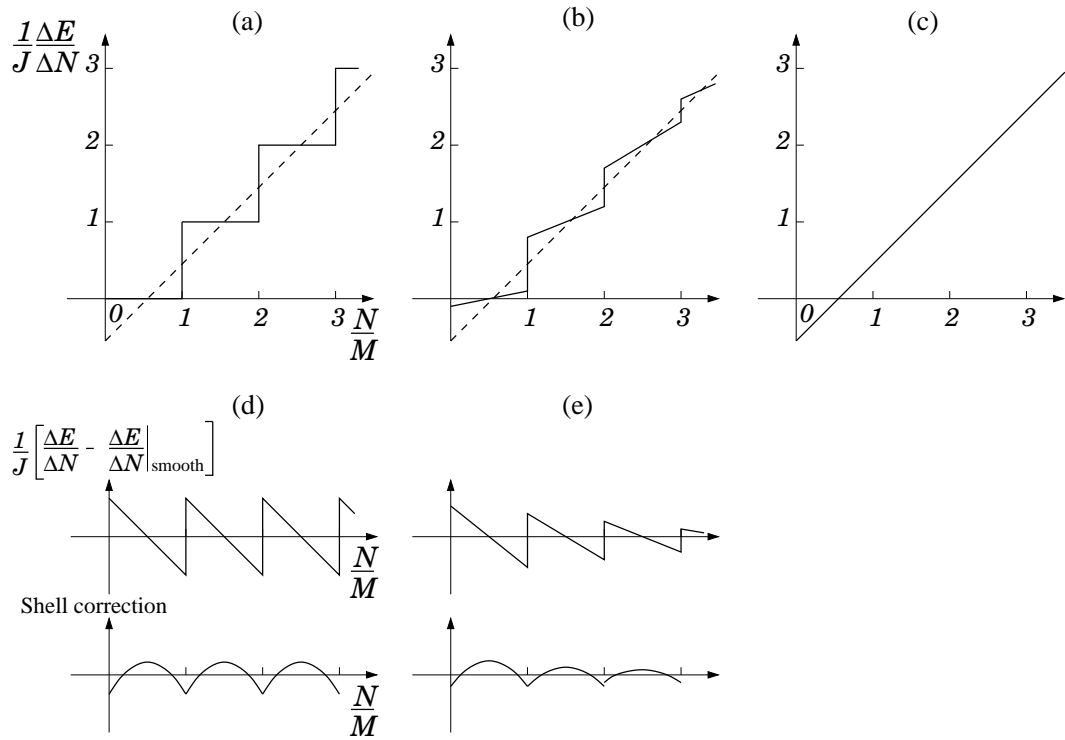 (a) (b) (c)
1/J ΔE/ΔN
3 3 3
2 2 2
1 1 1
0 1 2 3 N/M
1 2 3
0 1 2 3
(d) (e)
1/J [ ΔE/ΔN - ΔE/ΔN |smooth ]
N/M
Shell correction
N/M